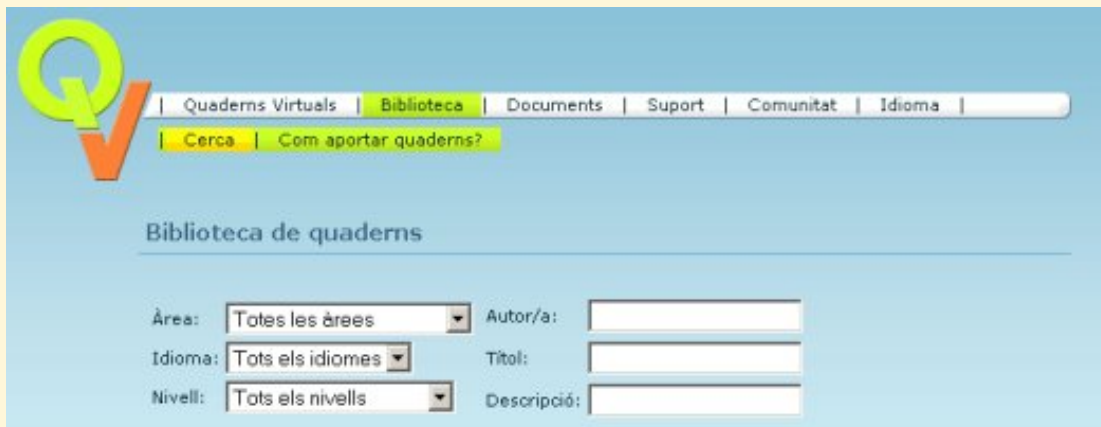 QV
| Quaderns Virtuals | Biblioteca | Documents | Suport | Comunitat | Idioma |
| Cerca | Com aportar quaderns?
Biblioteca de quaderns
Àrea: Totes les àrees Autor/a:
Idioma: Tots els idiomes Títol:
Nivell: Tots els nivells Descripció: